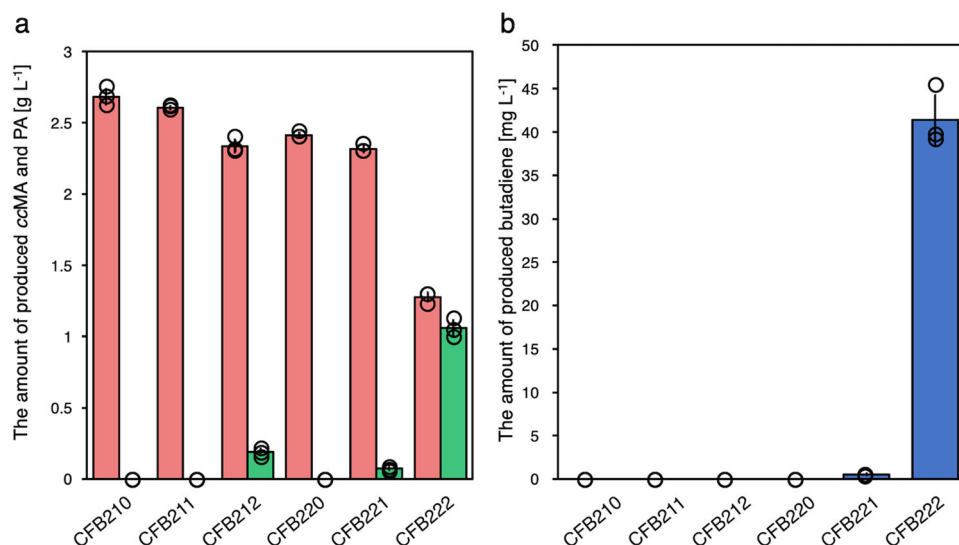 a
The amount of produced ccMA and PA [g L-1]
3
2.5
2
1.5
1
0.5
0
CFB210
CFB211
CFB212
CFB220
CFB221
CFB222
b
The amount of produced butadiene [mg L-1]
50
45
40
35
30
25
20
15
10
5
0
CFB210
CFB211
CFB212
CFB220
CFB221
CFB222